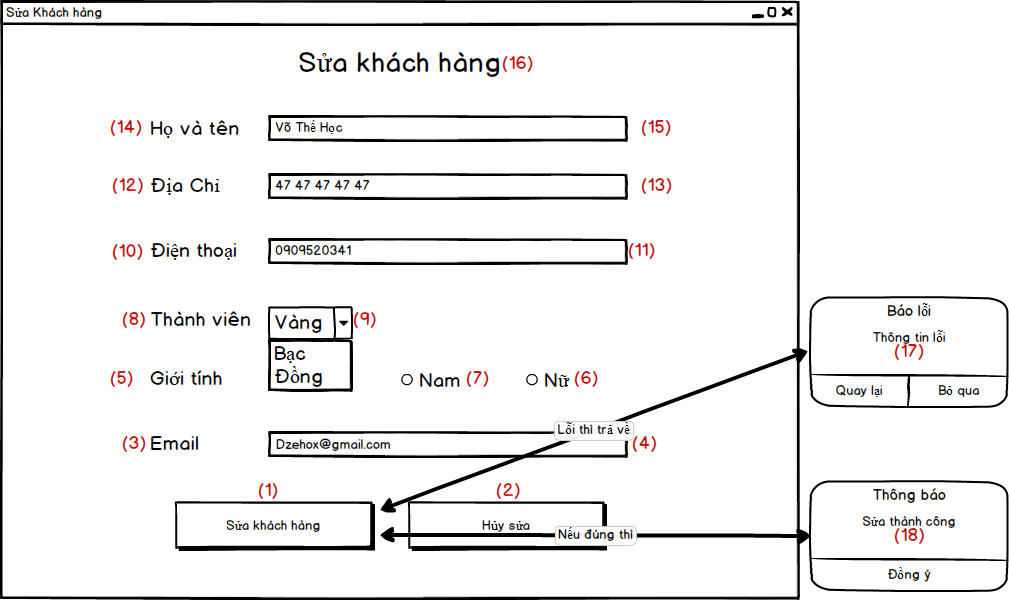 Sửa Khách hàng
Sửa khách hàng(16)
(14) Họ và tên Võ Thế Học (15)
(12) Địa Chỉ 47 47 47 47 47 (13)
(10) Điện thoại 0909520341 (11)
(8) Thành viên Vàng (9)
Bạc
Đồng
(5) Giới tính Nam (7) Nữ (6)
(3) Email Dzehox@gmail.com (4)
(1) (2)
Sửa khách hàng Hủy sửa
Lỗi thì trả về
Nếu đúng thì
Báo lỗi
Thông tin lỗi
(17)
Quay lại Bỏ qua
Thông báo
Sửa thành công
(18)
Đồng ý